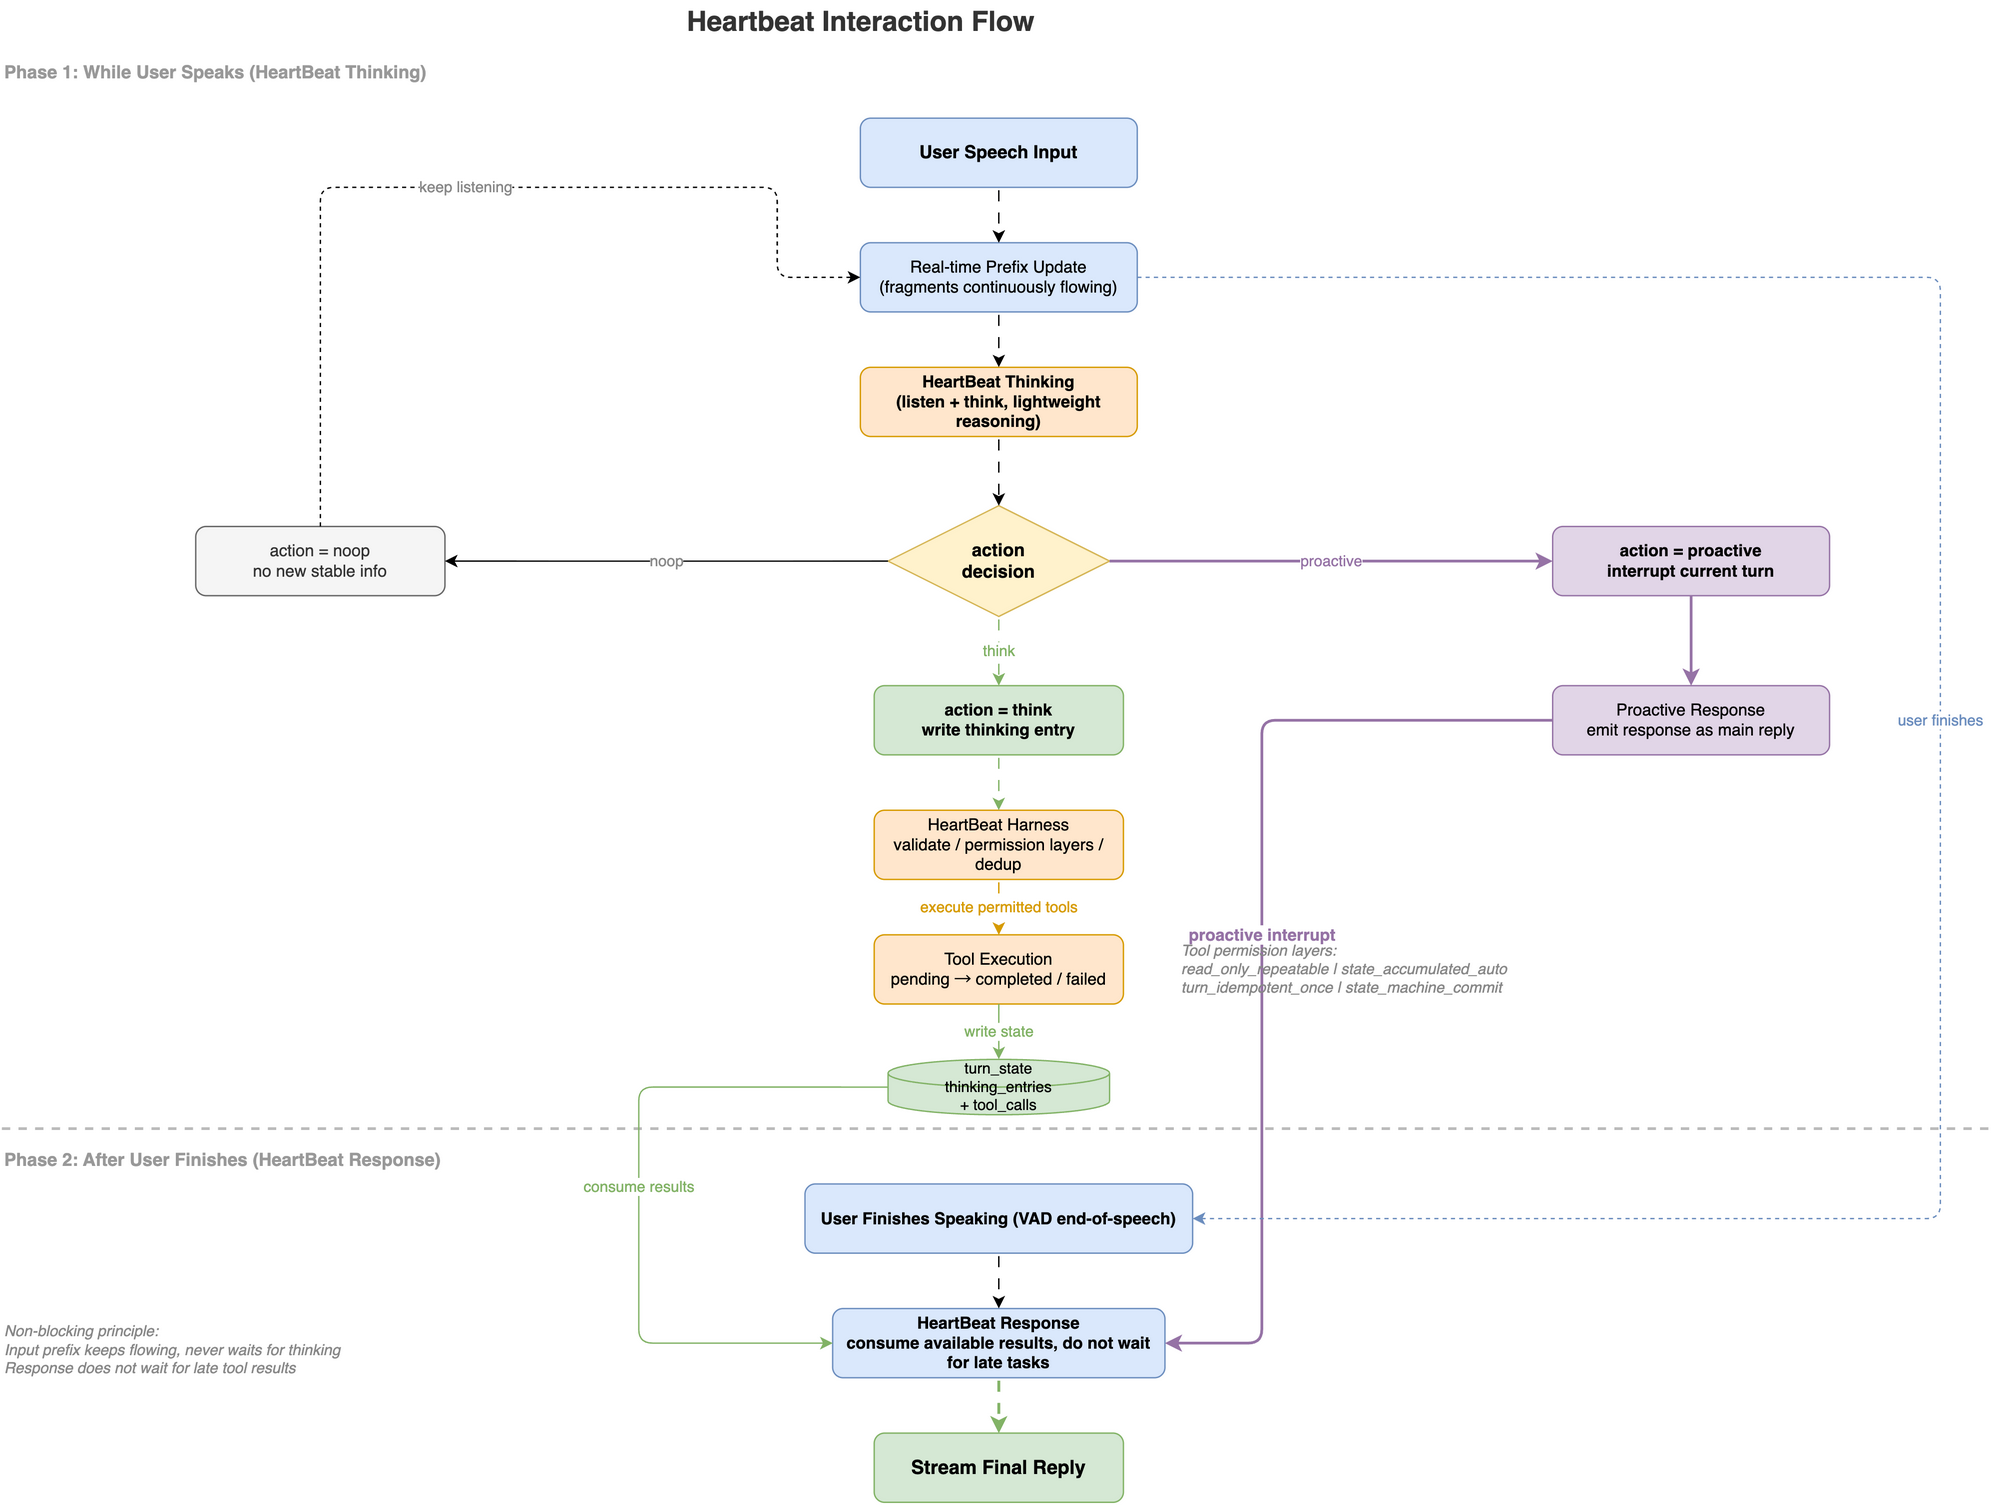 Heartbeat Interaction Flow
Phase 1: While User Speaks (HeartBeat Thinking)
User Speech Input
keep listening
Real-time Prefix Update
(fragments continuously flowing)
HeartBeat Thinking
(listen + think, lightweight
reasoning)
action = noop
no new stable info
noop
action
decision
proactive
action = proactive
interrupt current turn
think
action = think
write thinking entry
Proactive Response
emit response as main reply
user finishes
HeartBeat Harness
validate / permission layers /
dedup
execute permitted tools
proactive interrupt
Tool permission layers:
read_only_repeatable | state_accumulated_auto
turn_idempotent_once | state_machine_commit
Tool Execution
pending → completed / failed
write state
turn_state
thinking_entries
+ tool_calls
Phase 2: After User Finishes (HeartBeat Response)
consume results
User Finishes Speaking (VAD end-of-speech)
Non-blocking principle:
Input prefix keeps flowing, never waits for thinking
Response does not wait for late tool results
HeartBeat Response
consume available results, do not wait
for late tasks
Stream Final Reply